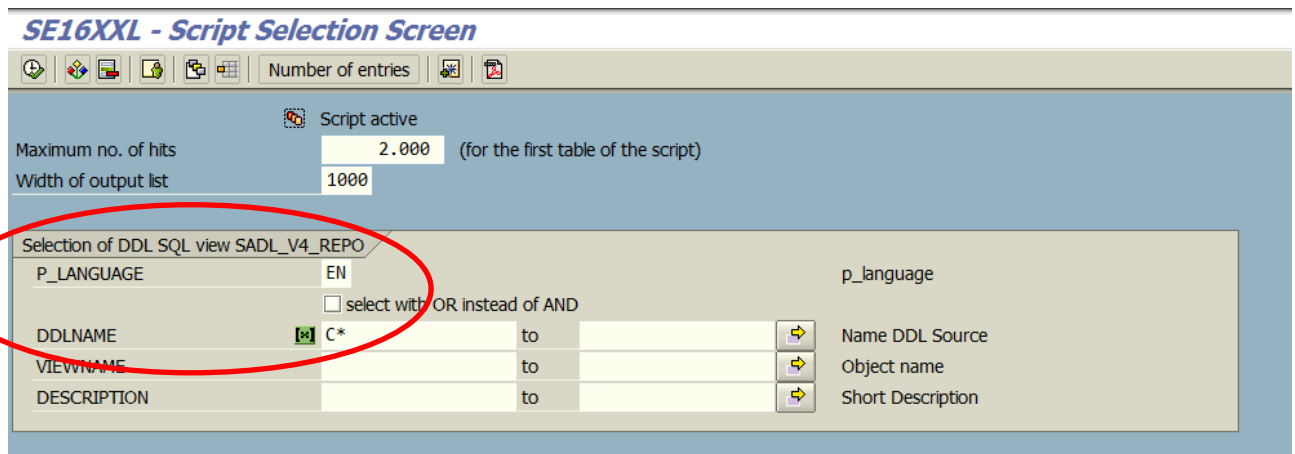 SE16XXL - Script Selection Screen
Number of entries
Script active
Maximum no. of hits 2.000 (for the first table of the script)
Width of output list 1000
Selection of DDL SQL view SADL_V4_REPO
P_LANGUAGE EN p_language
select with OR instead of AND
DDLNAME C* to Name DDL Source
VIEWNAME to Object name
DESCRIPTION to Short Description